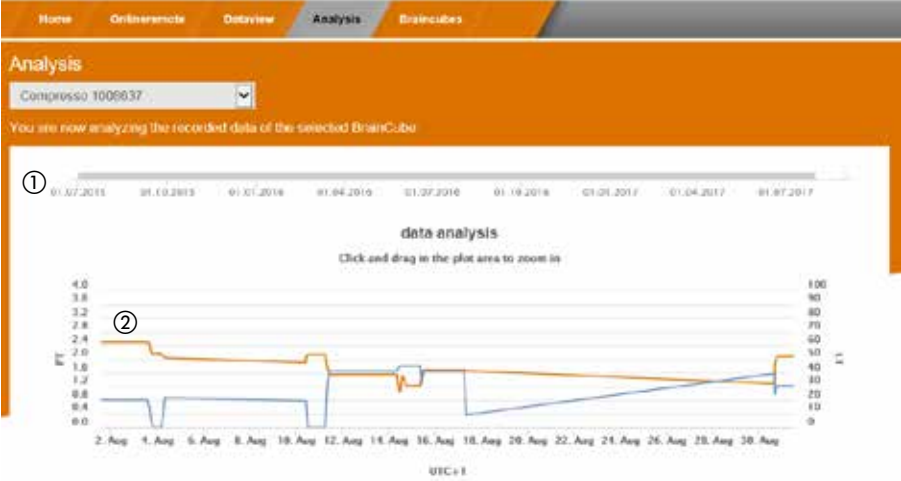 Home Onlineremote Dataview Analysis Braincubes
Analysis
Compresso 1008637
You are now analyzing the recorded data of the selected BrainCube
①
01.07.2015 01.10.2015 01.01.2016 01.04.2016 01.07.2016 01.10.2016 01.01.2017 01.04.2017 01.07.2017
data analysis
Click and drag in the plot area to zoom in
②
4.0 100
3.6 90
3.2 80
2.8 70
2.4 60
2.0 50
PT
1.6 40
1.2 30
0.8 20
0.4 10
0.0 0
2. Aug 4. Aug 6. Aug 8. Aug 10. Aug 12. Aug 14. Aug 16. Aug 18. Aug 20. Aug 22. Aug 24. Aug 26. Aug 28. Aug 30. Aug
UTC+1